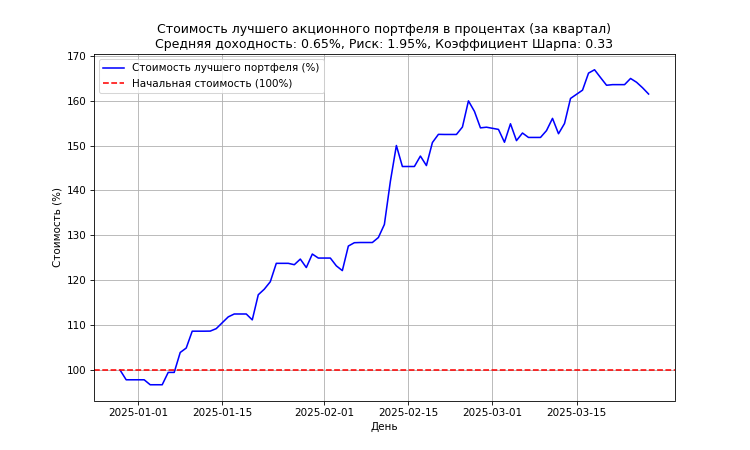 Стоимость лучшего акционного портфеля в процентах (за квартал)
Средняя доходность: 0.65%, Риск: 1.95%, Коэффициент Шарпа: 0.33
Стоимость лучшего портфеля (%)
Начальная стоимость (100%)
Стоимость (%)
170
160
150
140
130
120
110
100
2025-01-01 2025-01-15 2025-02-01 2025-02-15 2025-03-01 2025-03-15
День